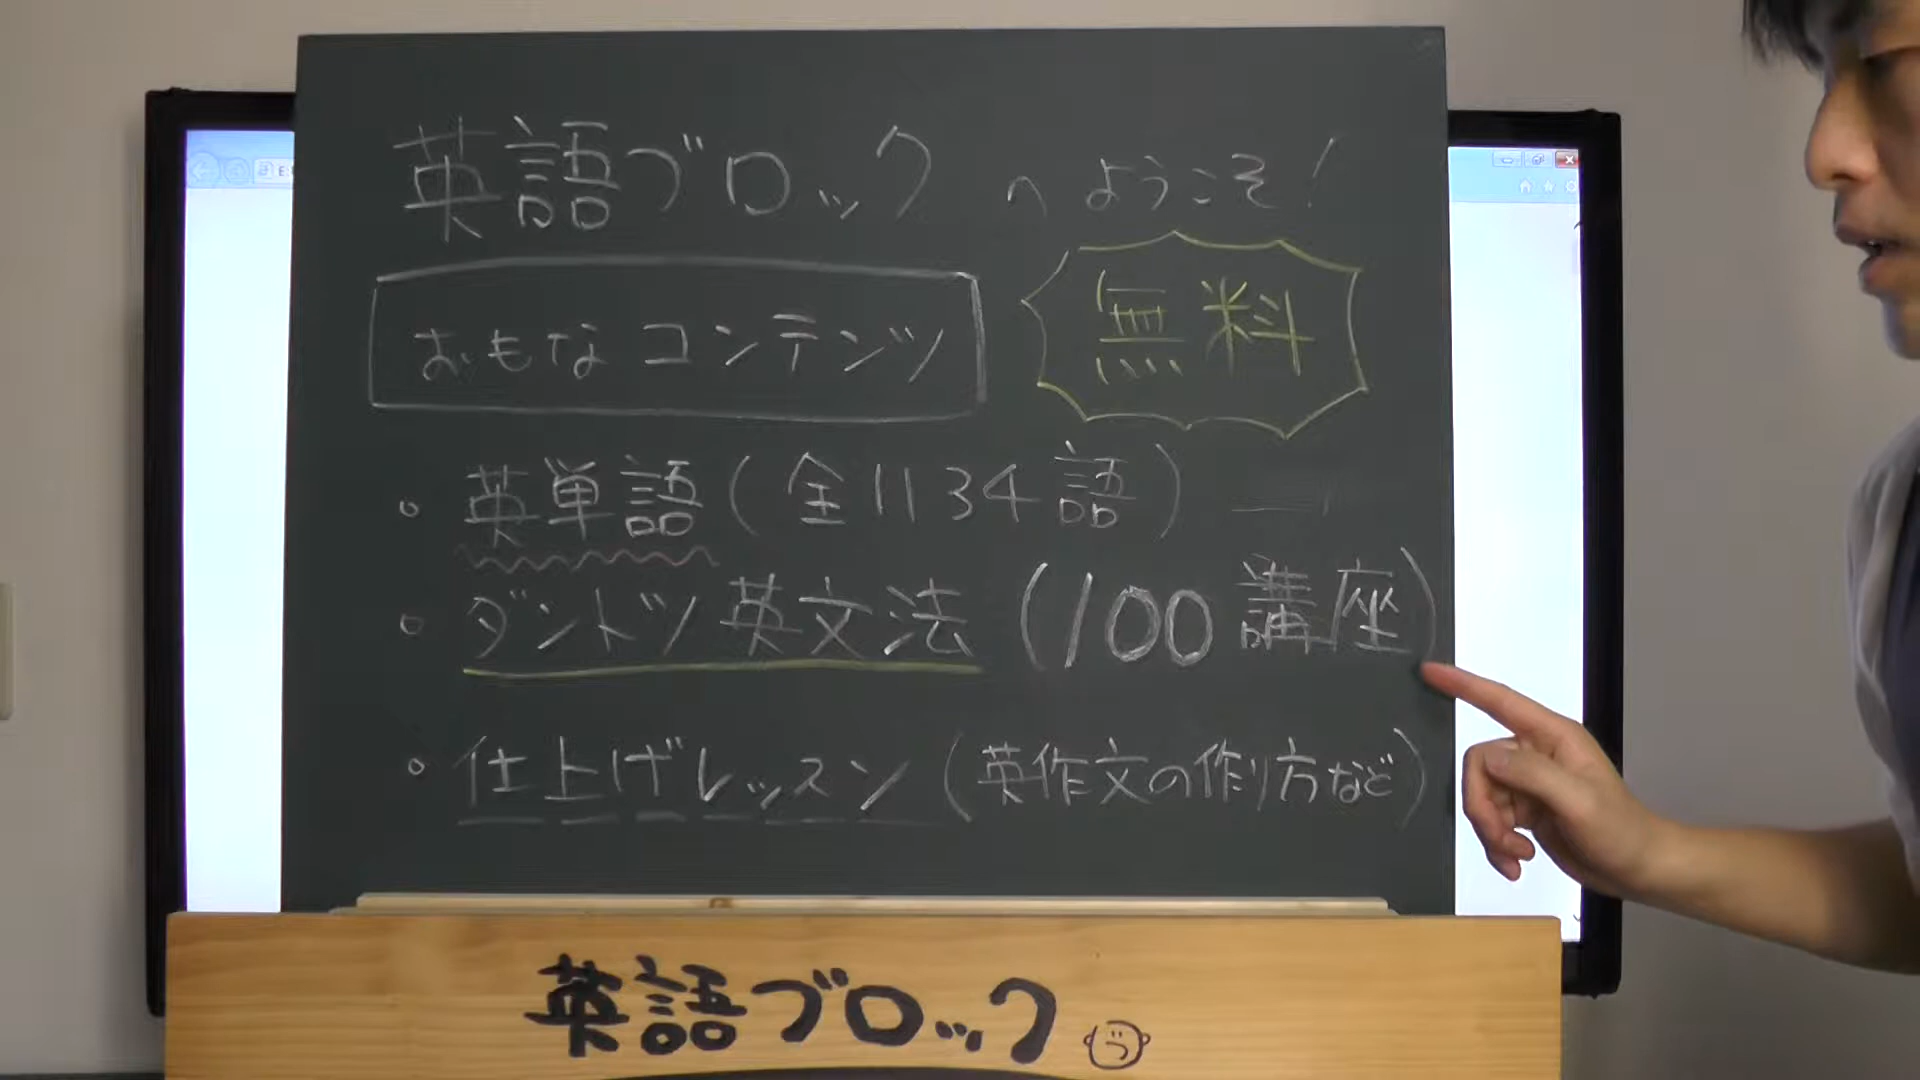 英語ブロックへようこそ!
おもなコンテンツ
無料
・英単語(全1134語)
・ダントツ英文法(100講座)
・仕上げレッスン(英作文の作り方など)
英語ブロック